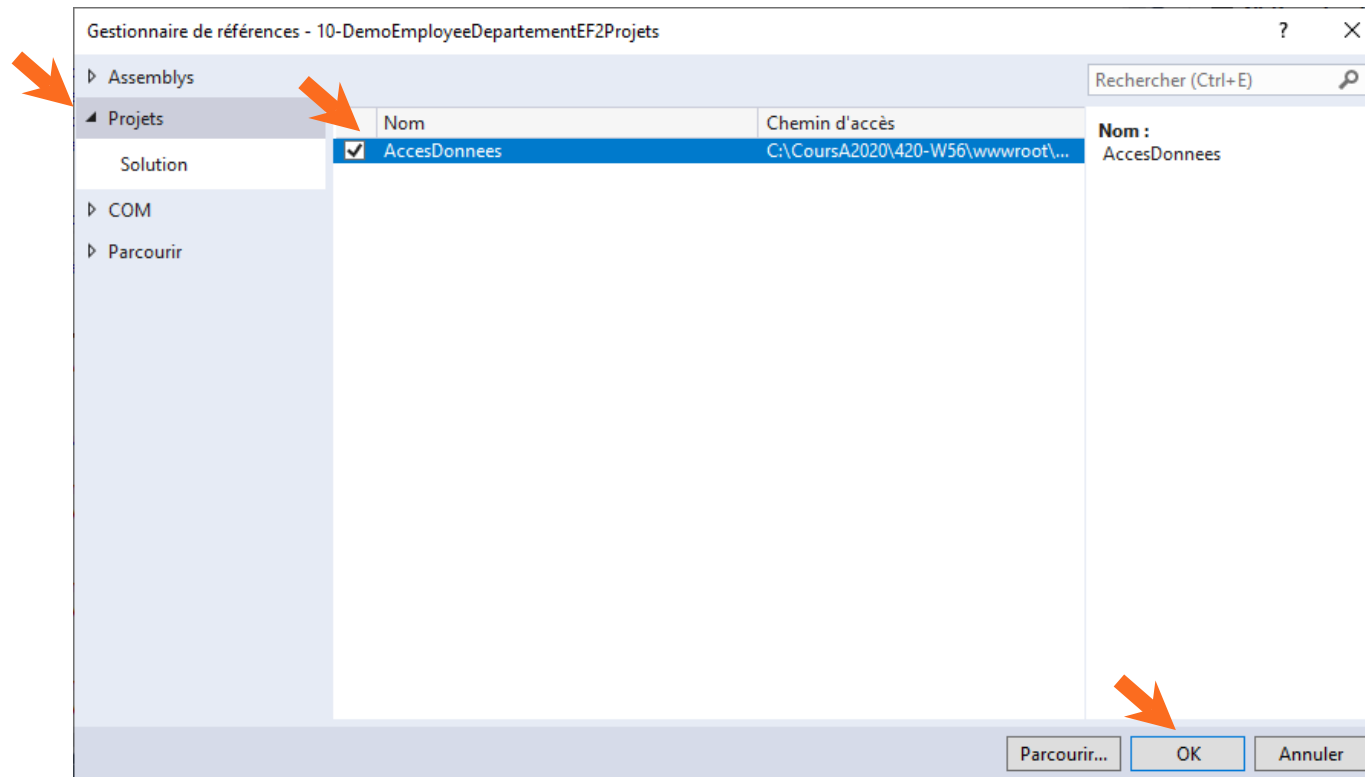 Gestionnaire de références - 10-DemoEmployeeDepartementEF2Projets
?
Assemblys
Rechercher (Ctrl+E)
Projets
Solution
COM
Parcourir
Nom Chemin d'accès
AccesDonnees C:\CoursA2020\420-W56\wwwroot\...
Nom :
AccesDonnees
Parcourir... OK Annuler